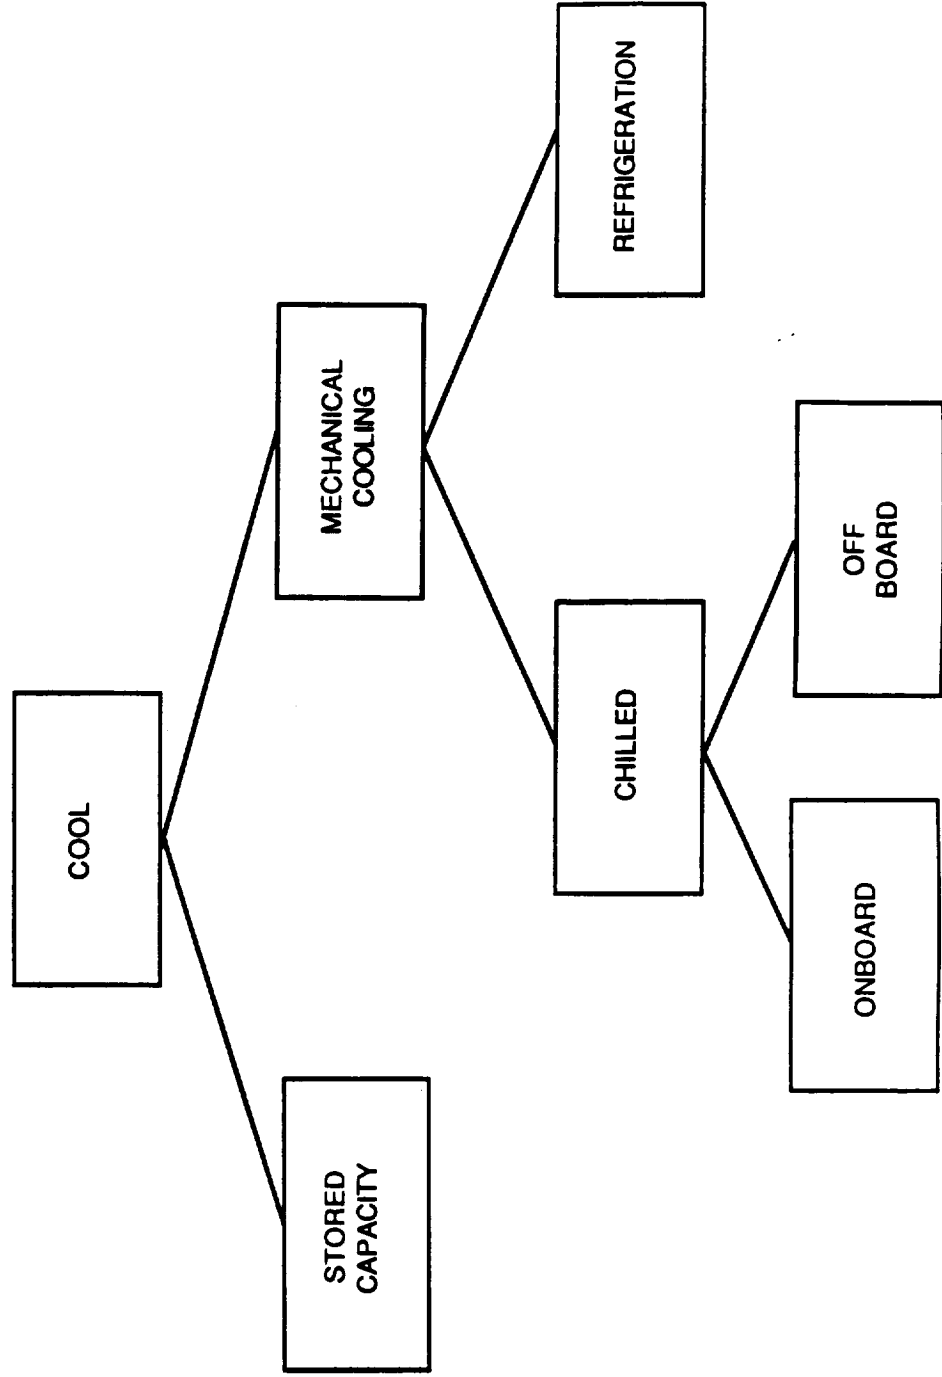 COOL
STORED
CAPACITY
MECHANICAL
COOLING
CHILLED
REFRIGERATION
ONBOARD
OFF
BOARD